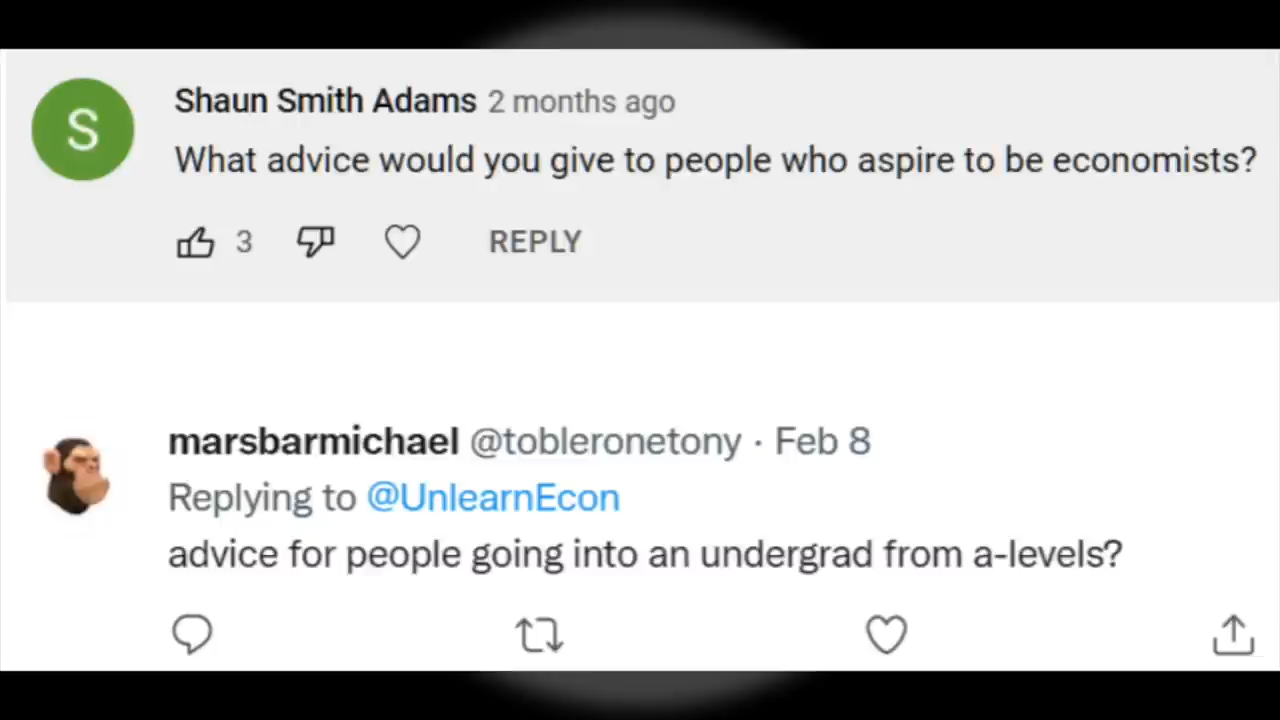 S
Shaun Smith Adams 2 months ago
What advice would you give to people who aspire to be economists?
3
REPLY
marsbarmichael @tobleronetony · Feb 8
Replying to @UnlearnEcon
advice for people going into an undergrad from a-levels?